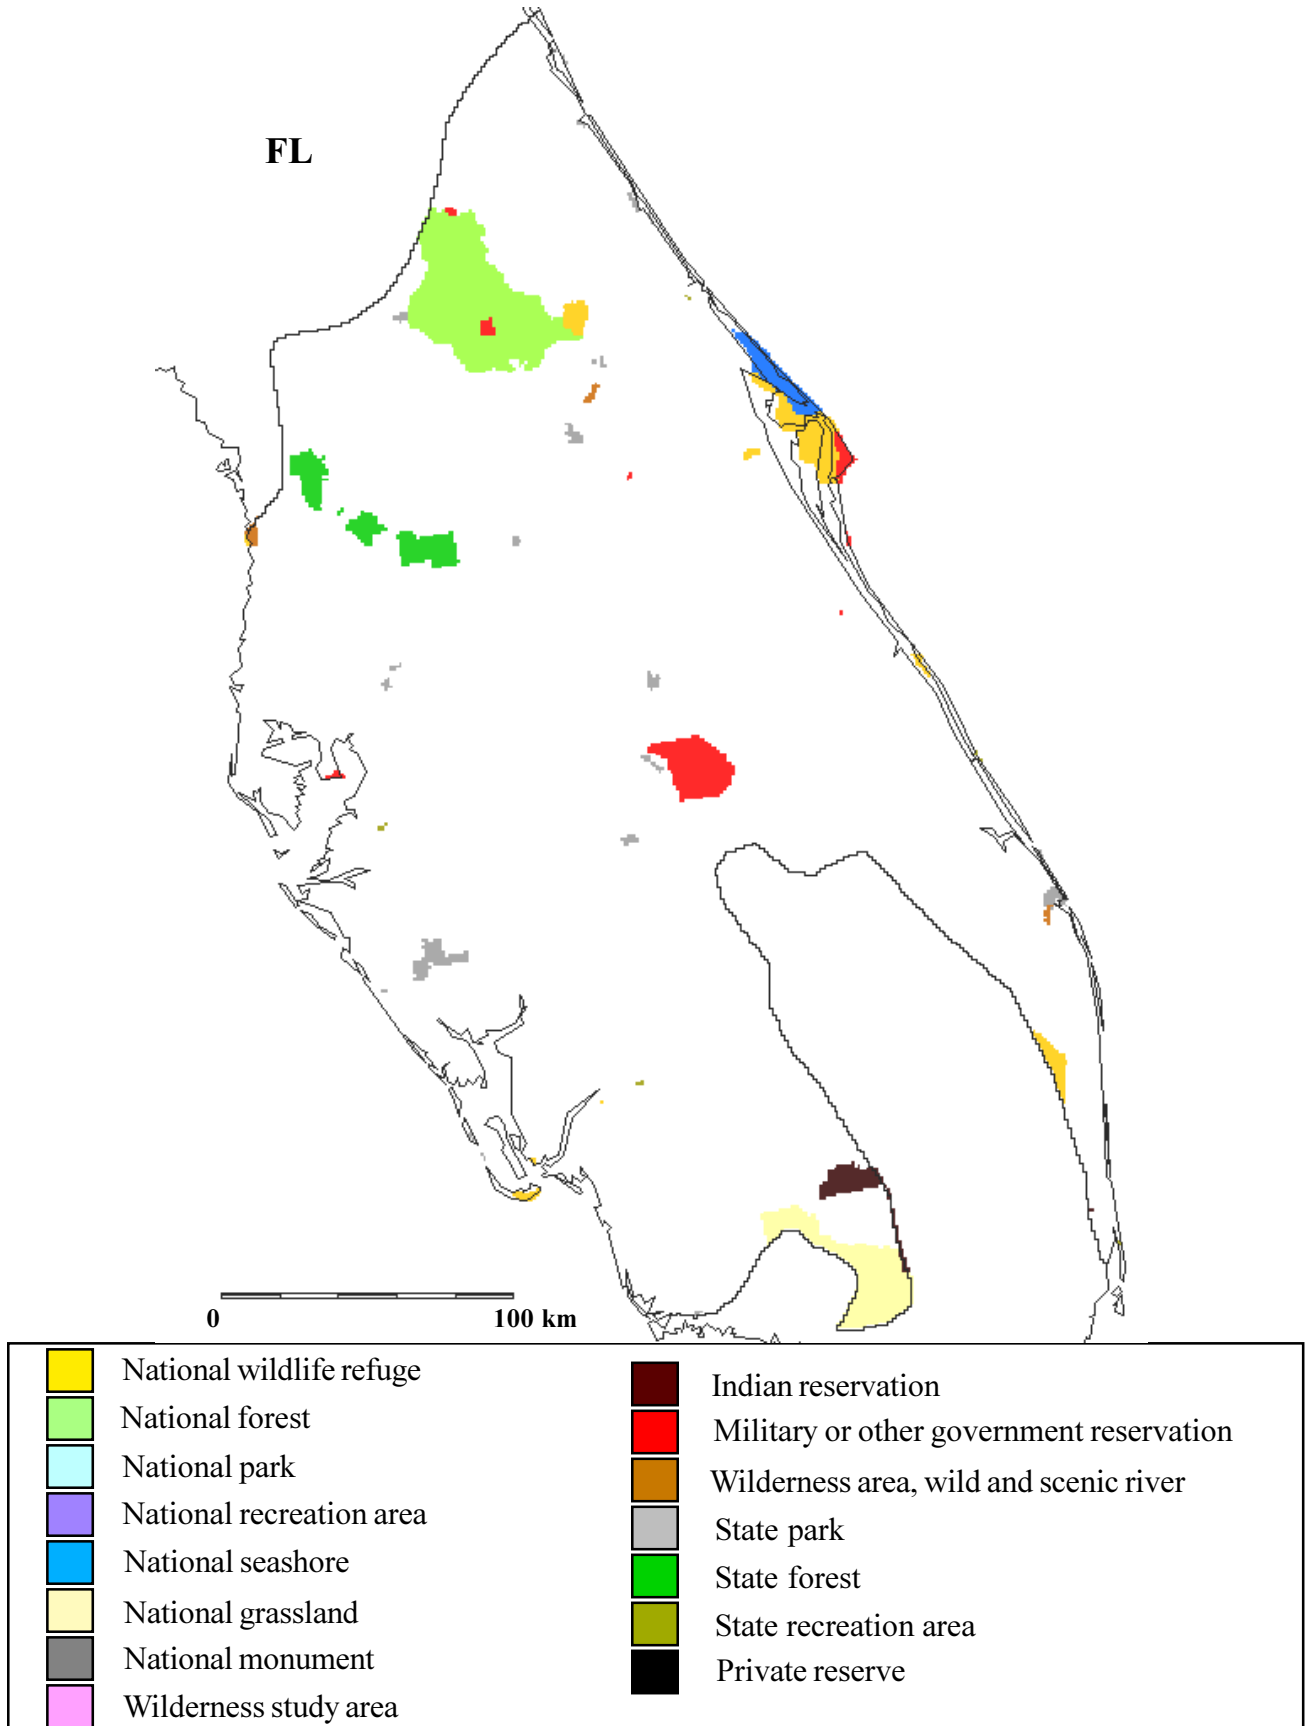 FL
0 100 km
National wildlife refuge
National forest
National park
National recreation area
National seashore
National grassland
National monument
Wilderness study area
Indian reservation
Military or other government reservation
Wilderness area, wild and scenic river
State park
State forest
State recreation area
Private reserve